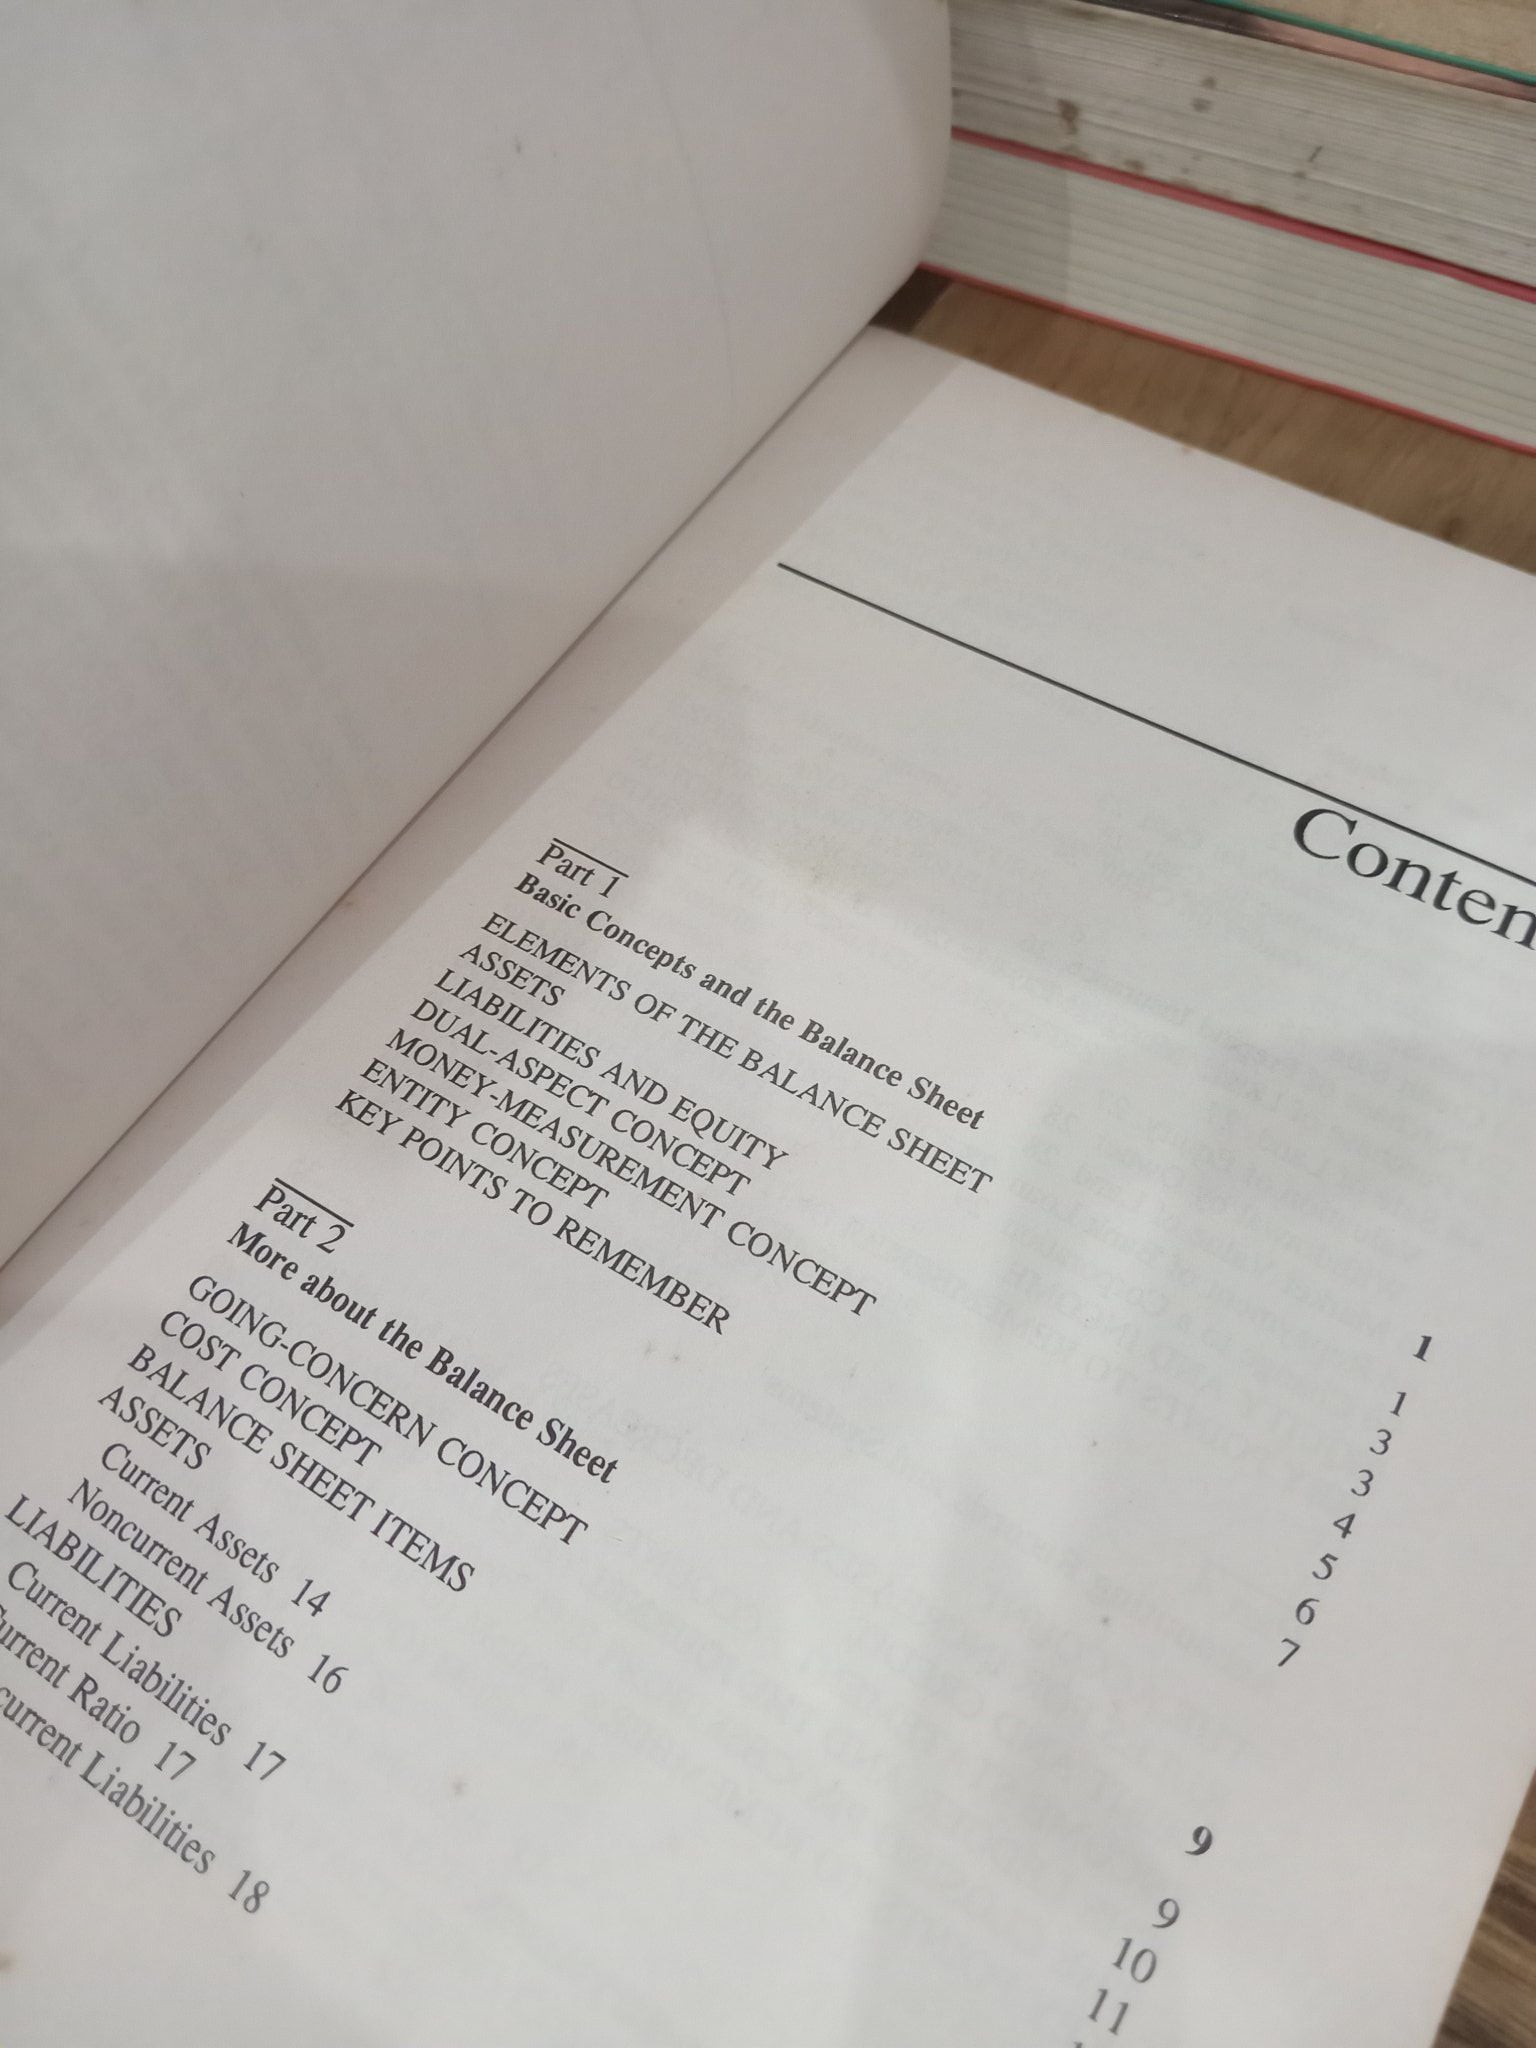 Conten
Part 1
Basic Concepts and the Balance Sheet 1
ELEMENTS OF THE BALANCE SHEET 1
ASSETS 3
LIABILITIES AND EQUITY 3
DUAL-ASPECT CONCEPT 4
MONEY-MEASUREMENT CONCEPT 5
ENTITY CONCEPT 6
KEY POINTS TO REMEMBER 7
Part 2
More about the Balance Sheet 9
GOING-CONCERN CONCEPT 9
COST CONCEPT 10
BALANCE SHEET ITEMS 11
ASSETS
Current Assets 14
Noncurrent Assets 16
LIABILITIES
Current Liabilities 17
urrent Ratio 17
current Liabilities 18